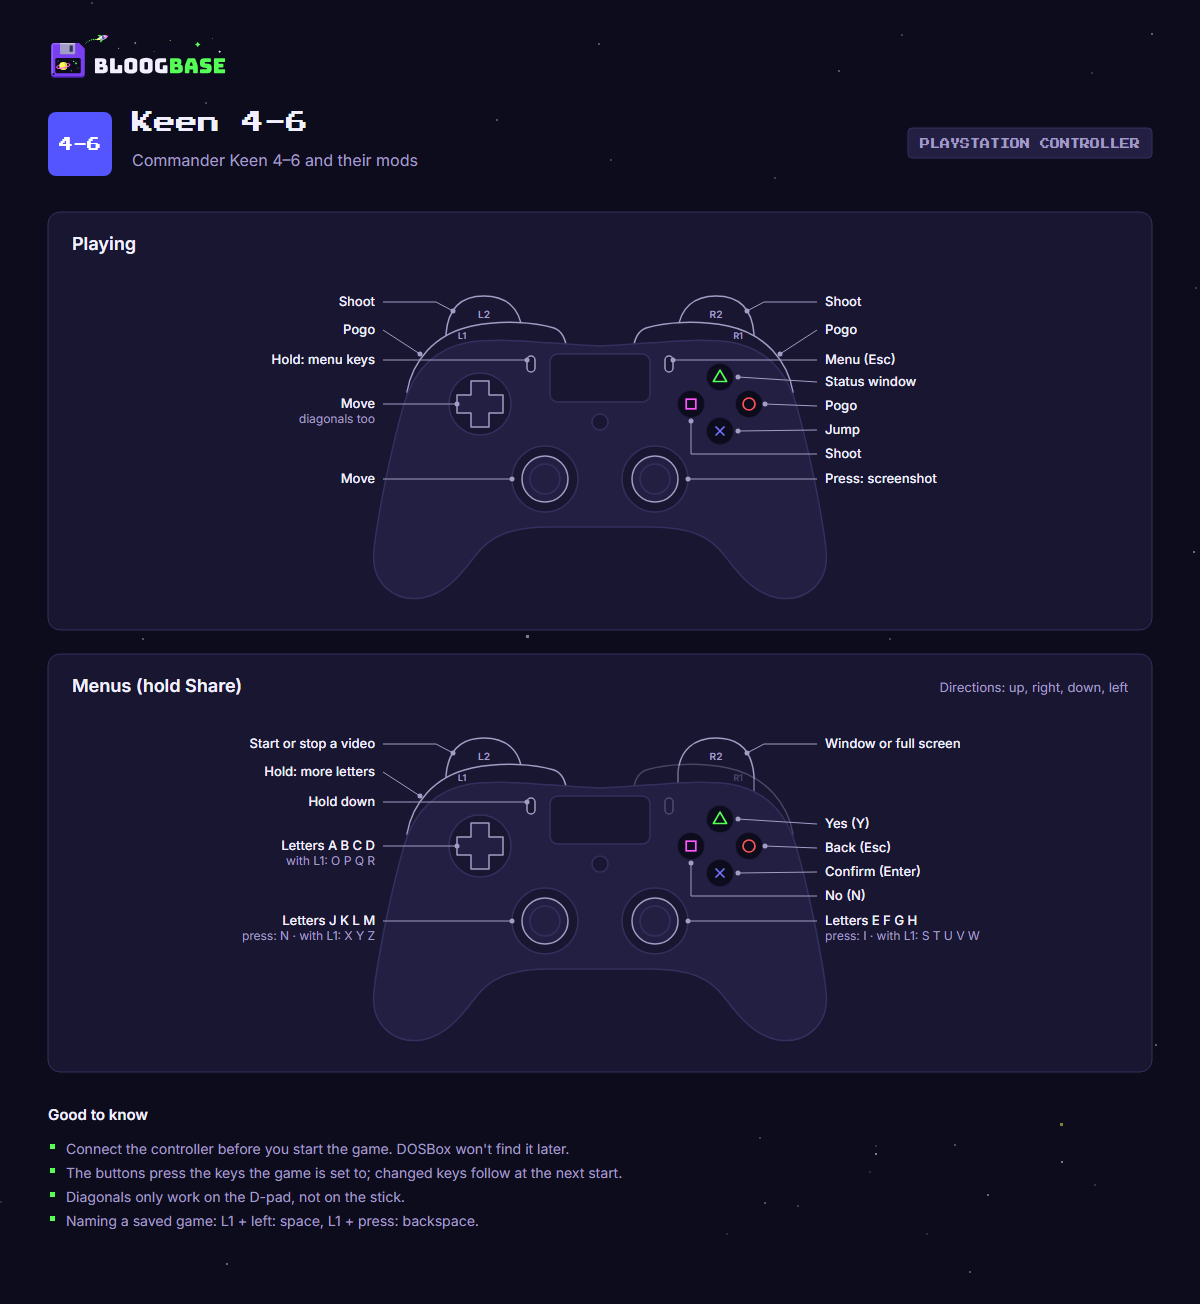 BLOOGBASE
4–6
Keen 4–6
Commander Keen 4–6 and their mods
PLAYSTATION CONTROLLER
Playing
Shoot
L2
R2
Shoot
Pogo
L1
R1
Pogo
Hold: menu keys
Menu (Esc)
Status window
Move
diagonals too
Pogo
Jump
Shoot
Move
Press: screenshot
Menus (hold Share)
Directions: up, right, down, left
Start or stop a video
L2
R2
Window or full screen
Hold: more letters
L1
R1
Hold down
Yes (Y)
Letters A B C D
with L1: O P Q R
Back (Esc)
Confirm (Enter)
No (N)
Letters J K L M
press: N · with L1: X Y Z
Letters E F G H
press: I · with L1: S T U V W
Good to know
Connect the controller before you start the game. DOSBox won't find it later.
The buttons press the keys the game is set to; changed keys follow at the next start.
Diagonals only work on the D-pad, not on the stick.
Naming a saved game: L1 + left: space, L1 + press: backspace.